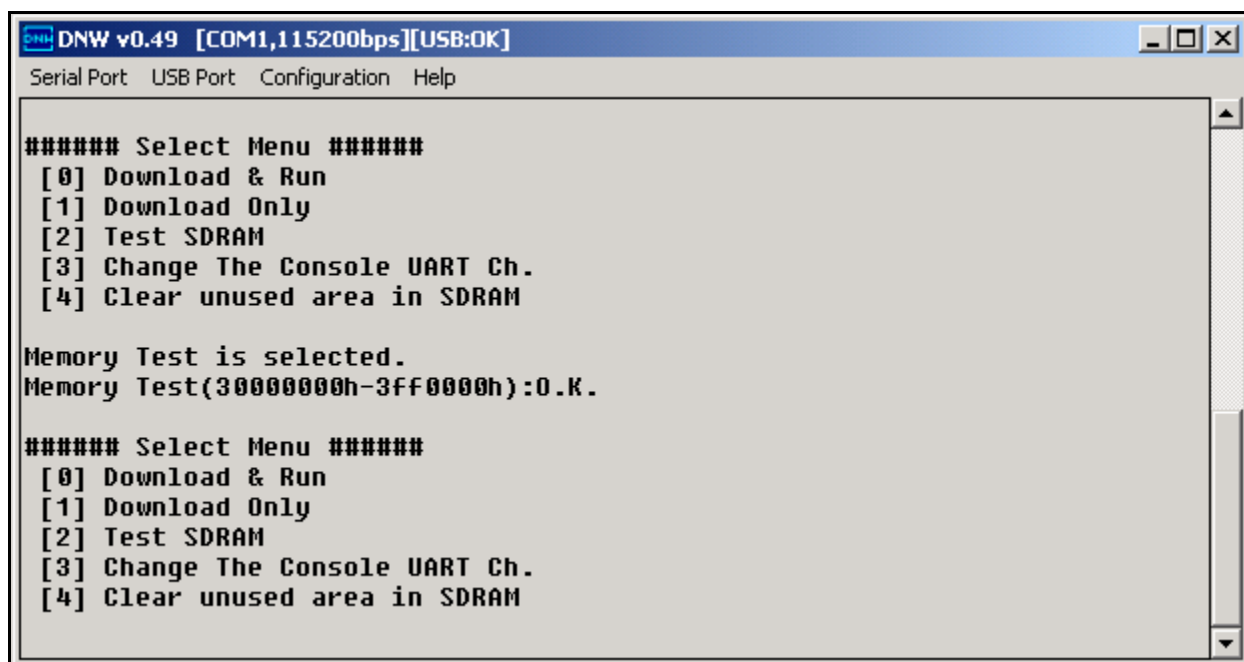 DNW DNW v0.49 [COM1,115200bps][USB:OK]
Serial Port USB Port Configuration Help
###### Select Menu ######
[0] Download & Run
[1] Download Only
[2] Test SDRAM
[3] Change The Console UART Ch.
[4] Clear unused area in SDRAM
Memory Test is selected.
Memory Test(30000000h-3ff0000h):O.K.
###### Select Menu ######
[0] Download & Run
[1] Download Only
[2] Test SDRAM
[3] Change The Console UART Ch.
[4] Clear unused area in SDRAM